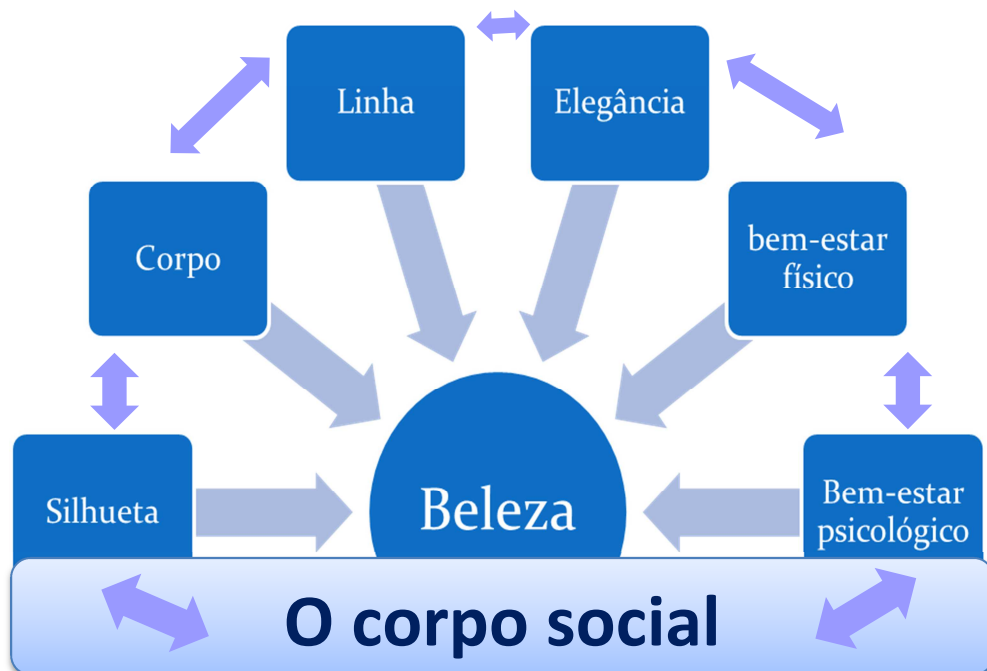 Linha
Elegância
Corpo
bem-estar
físico
Silhueta
Beleza
Bem-estar
psicológico
O corpo social